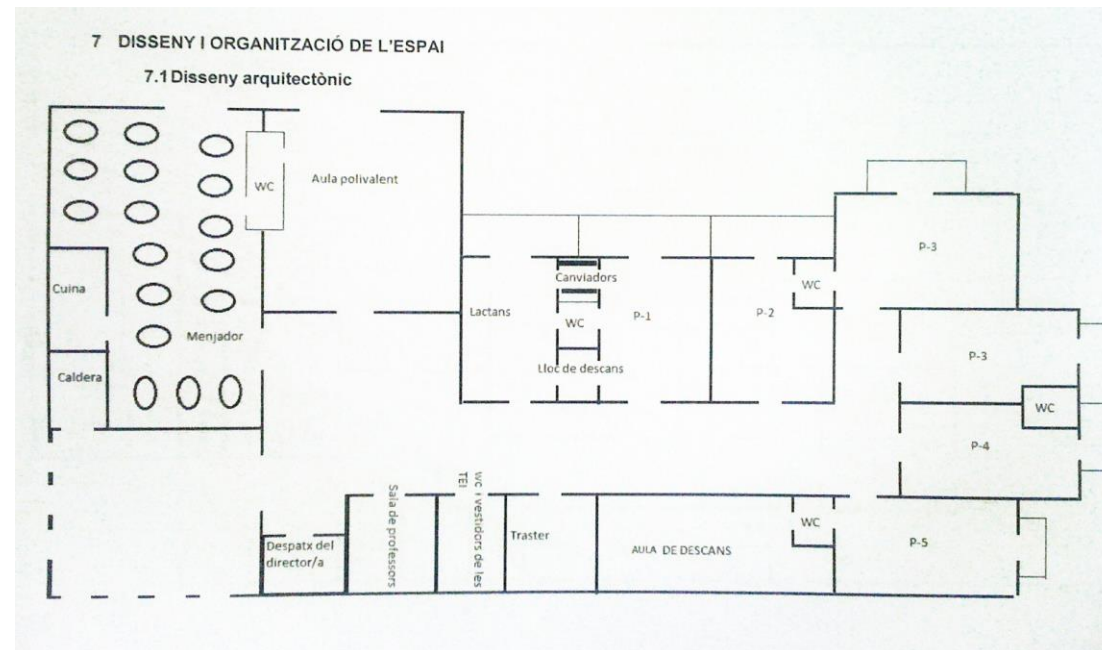 7 DISSENY I ORGANITZACIÓ DE L'ESPAI
7.1 Disseny arquitectònic
WC
Aula polivalent
P-3
Cuina
Canviadors
WC
Lactans
P-1
P-2
WC
Menjador
P-3
Lloc de descans
Caldera
WC
P-4
Sala de professors
wc i vestidors de les
TEI
WC
Despatx del
director/a
Traster
AULA DE DESCANS
P-5